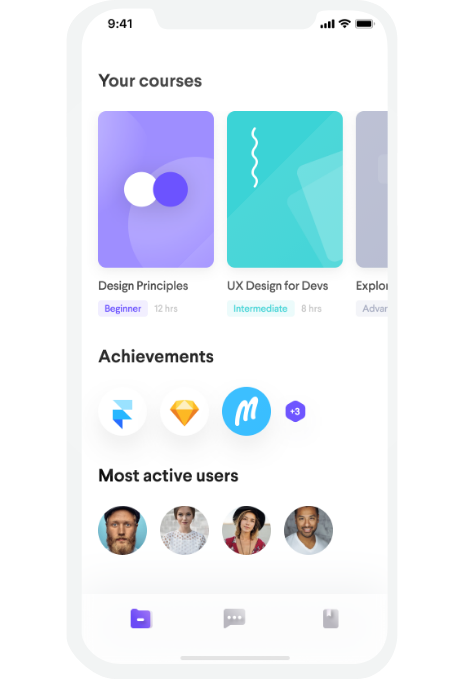 9:41
Your courses
Design Principles
UX Design for Devs
Explor
Beginner 12 hrs
Intermediate 8 hrs
Advar
Achievements
+3
Most active users